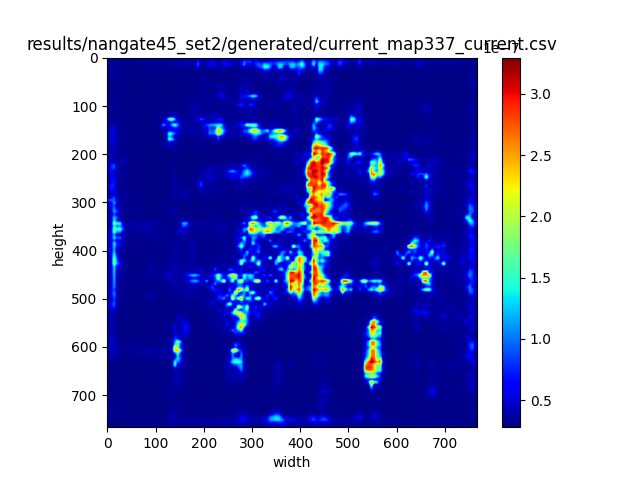 results/nangate45_set2/generated/current_map337_current.csv
1e−7
0
100
200
300
400
500
600
700
height
0 100 200 300 400 500 600 700
width
3.0
2.5
2.0
1.5
1.0
0.5